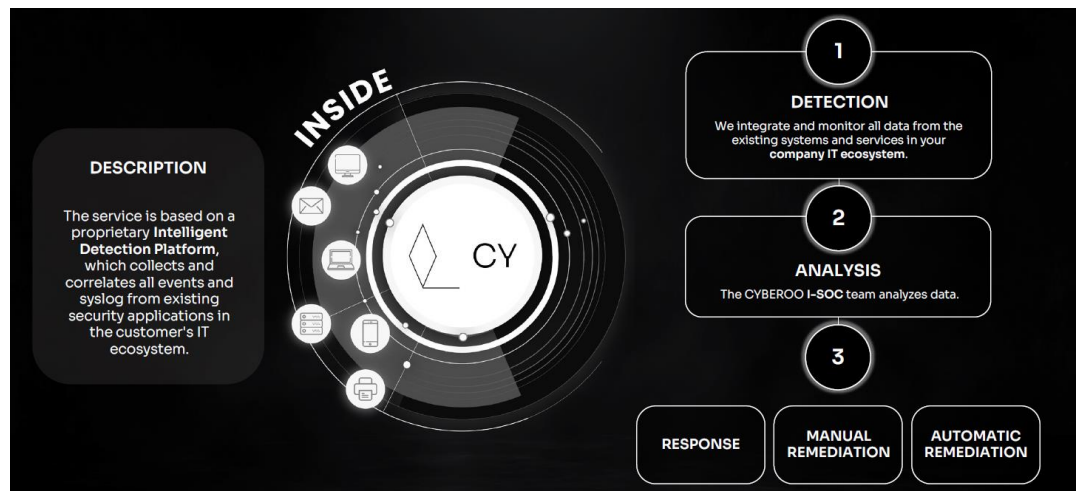 INSIDE
DESCRIPTION
The service is based on a
proprietary Intelligent
Detection Platform,
which collects and
correlates all events and
syslog from existing
security applications in
the customer's IT
ecosystem.
CY
1
DETECTION
We integrate and monitor all data from the
existing systems and services in your
company IT ecosystem.
2
ANALYSIS
The CYBEROO I-SOC team analyzes data.
3
RESPONSE
MANUAL
REMEDIATION
AUTOMATIC
REMEDIATION